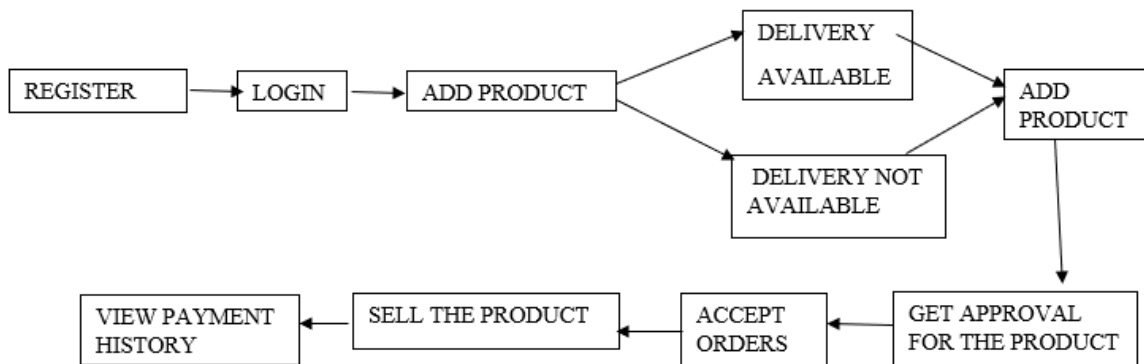 REGISTER
LOGIN
ADD PRODUCT
DELIVERY
AVAILABLE
DELIVERY NOT
AVAILABLE
ADD
PRODUCT
GET APPROVAL
FOR THE PRODUCT
ACCEPT
ORDERS
SELL THE PRODUCT
VIEW PAYMENT
HISTORY